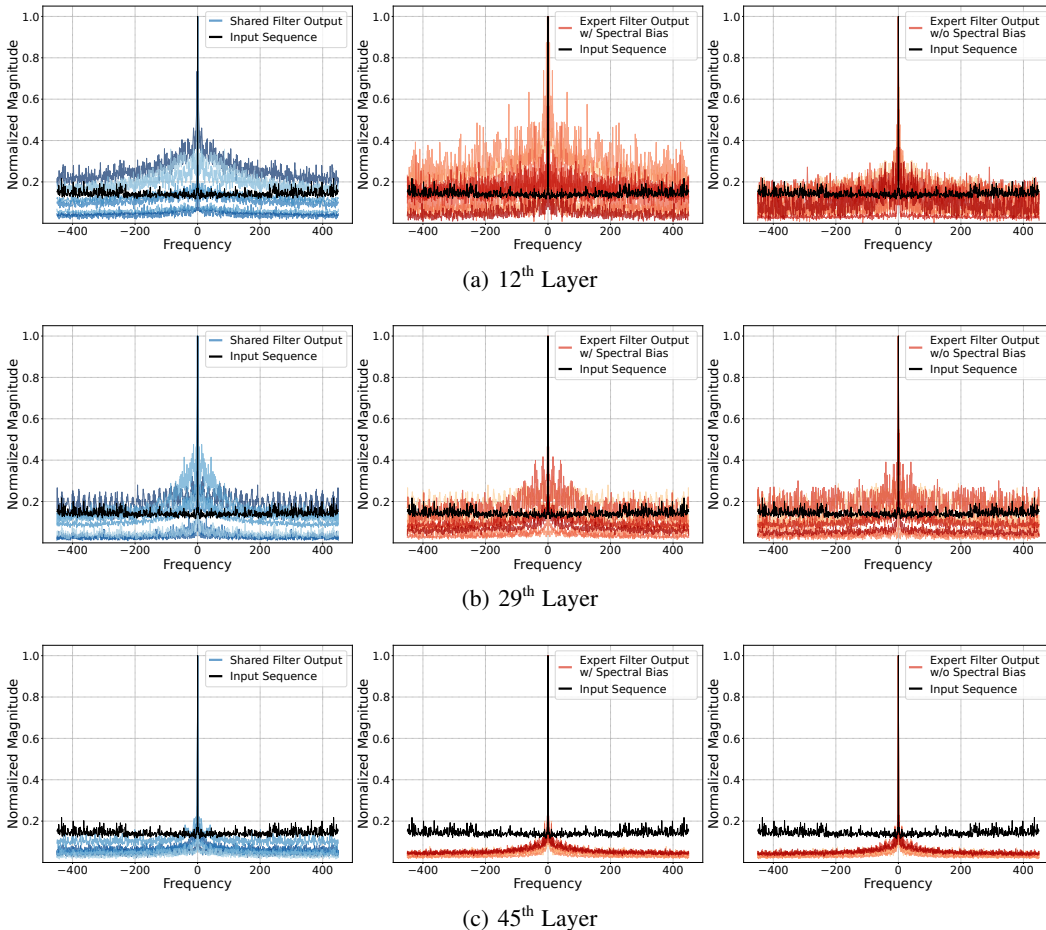 1.0
0.8
0.6
0.4
0.2
Normalized Magnitude
−400 −200 0 200 400
Frequency
Shared Filter Output
Input Sequence
1.0
0.8
0.6
0.4
0.2
Normalized Magnitude
−400 −200 0 200 400
Frequency
Expert Filter Output
w/ Spectral Bias
Input Sequence
1.0
0.8
0.6
0.4
0.2
Normalized Magnitude
−400 −200 0 200 400
Frequency
Expert Filter Output
w/o Spectral Bias
Input Sequence
(a) 12th Layer
1.0
0.8
0.6
0.4
0.2
Normalized Magnitude
−400 −200 0 200 400
Frequency
Shared Filter Output
Input Sequence
1.0
0.8
0.6
0.4
0.2
Normalized Magnitude
−400 −200 0 200 400
Frequency
Expert Filter Output
w/ Spectral Bias
Input Sequence
1.0
0.8
0.6
0.4
0.2
Normalized Magnitude
−400 −200 0 200 400
Frequency
Expert Filter Output
w/o Spectral Bias
Input Sequence
(b) 29th Layer
1.0
0.8
0.6
0.4
0.2
Normalized Magnitude
−400 −200 0 200 400
Frequency
Shared Filter Output
Input Sequence
1.0
0.8
0.6
0.4
0.2
Normalized Magnitude
−400 −200 0 200 400
Frequency
Expert Filter Output
w/ Spectral Bias
Input Sequence
1.0
0.8
0.6
0.4
0.2
Normalized Magnitude
−400 −200 0 200 400
Frequency
Expert Filter Output
w/o Spectral Bias
Input Sequence
(c) 45th Layer